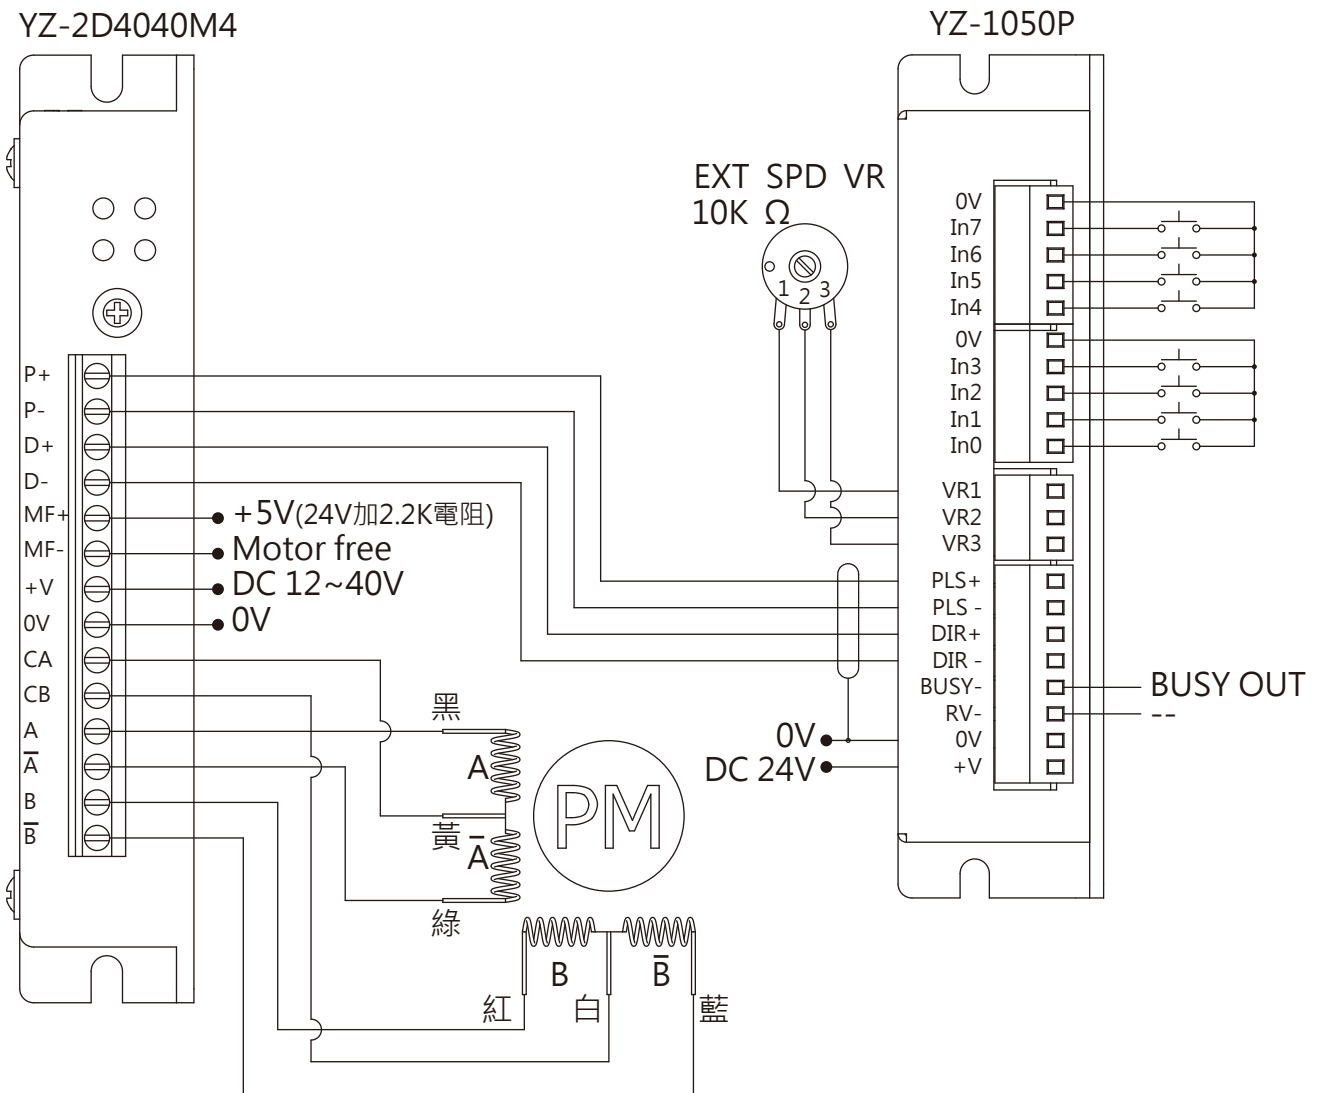 YZ-2D4040M4
P+
P-
D+
D-
MF+
MF-
+V
0V
CA
CB
A
A̅
B
B̅
+5V(24V加2.2K電阻)
Motor free
DC 12~40V
0V
黑
A
黃
A̅
綠
PM
B
B̅
紅
白
藍
EXT SPD VR
10K Ω
1 2 3
YZ-1050P
0V
In7
In6
In5
In4
0V
In3
In2
In1
In0
VR1
VR2
VR3
PLS+
PLS -
DIR+
DIR -
BUSY-
RV-
0V
+V
BUSY OUT
--
0V
DC 24V